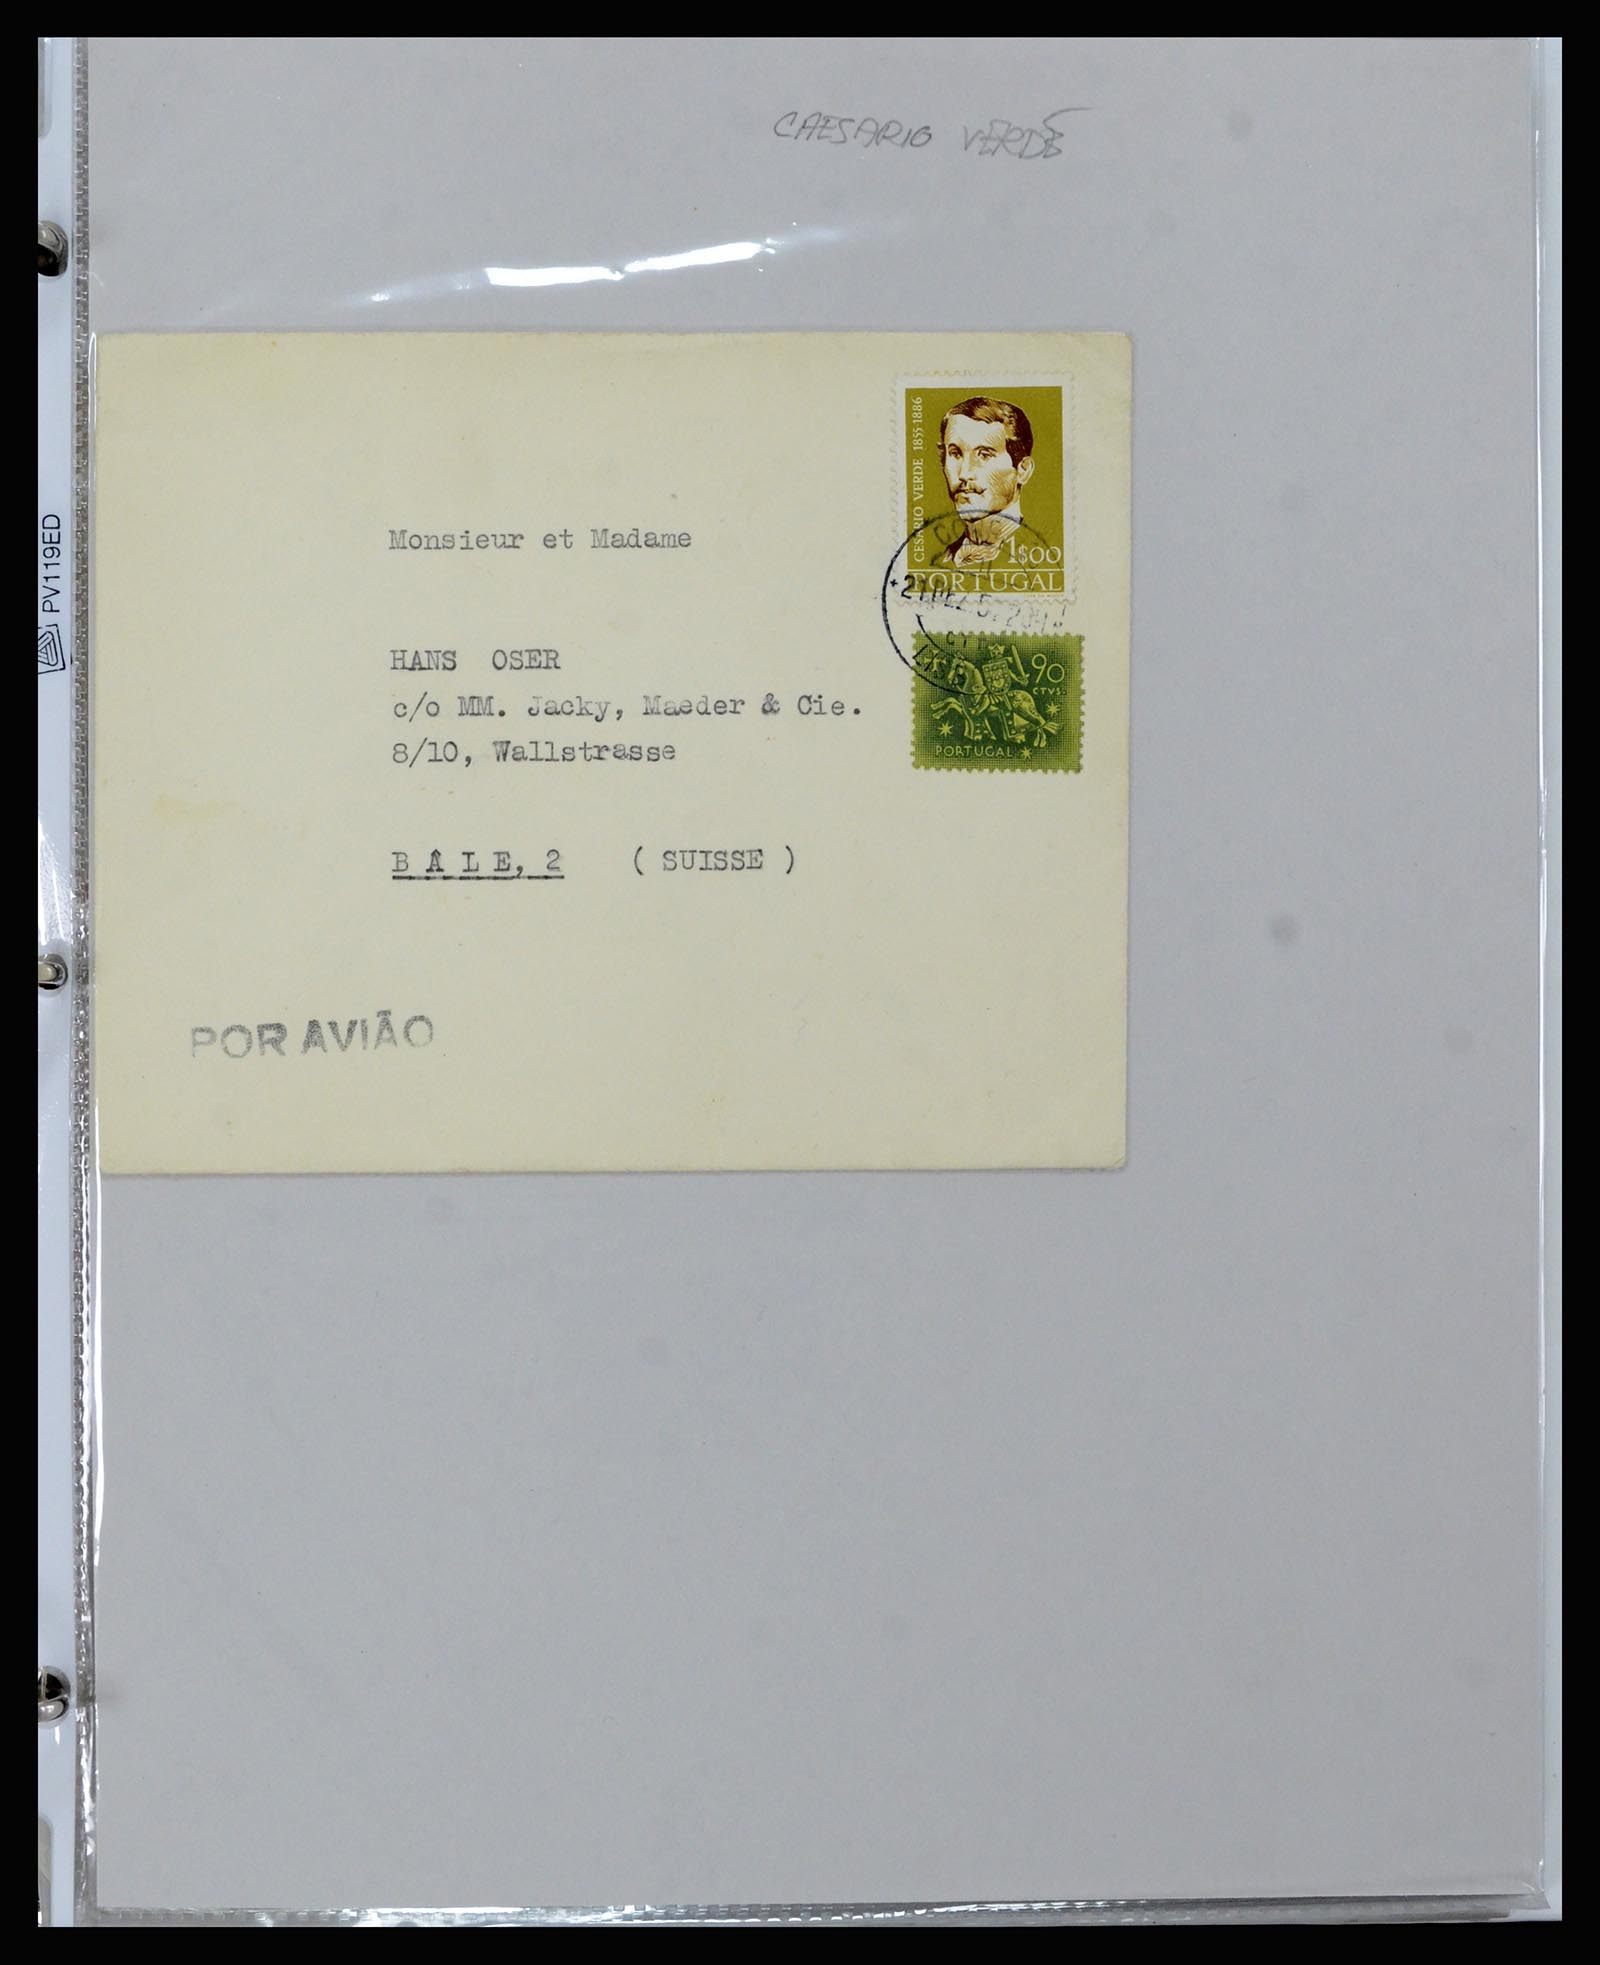 CAESARIO VERDE
PV119ED
CESÁRIO VERDE 1855-1886
1$00
PORTUGAL
90
CTVS.
PORTUGAL
Monsieur et Madame
HANS OSER
c/o MM. Jacky, Maeder & Cie.
8/10, Wallstrasse
B Â L E, 2 ( SUISSE )
POR AVIÃO